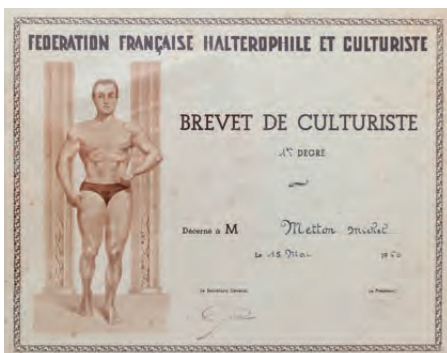 FEDERATION FRANÇAISE HALTEROPHILE ET CULTURISTE
BREVET DE CULTURISTE
1er DEGRÉ
Décerné à M Metton Michel
Le 15 Mai 1960
Le Secrétaire Général,
Le Président,